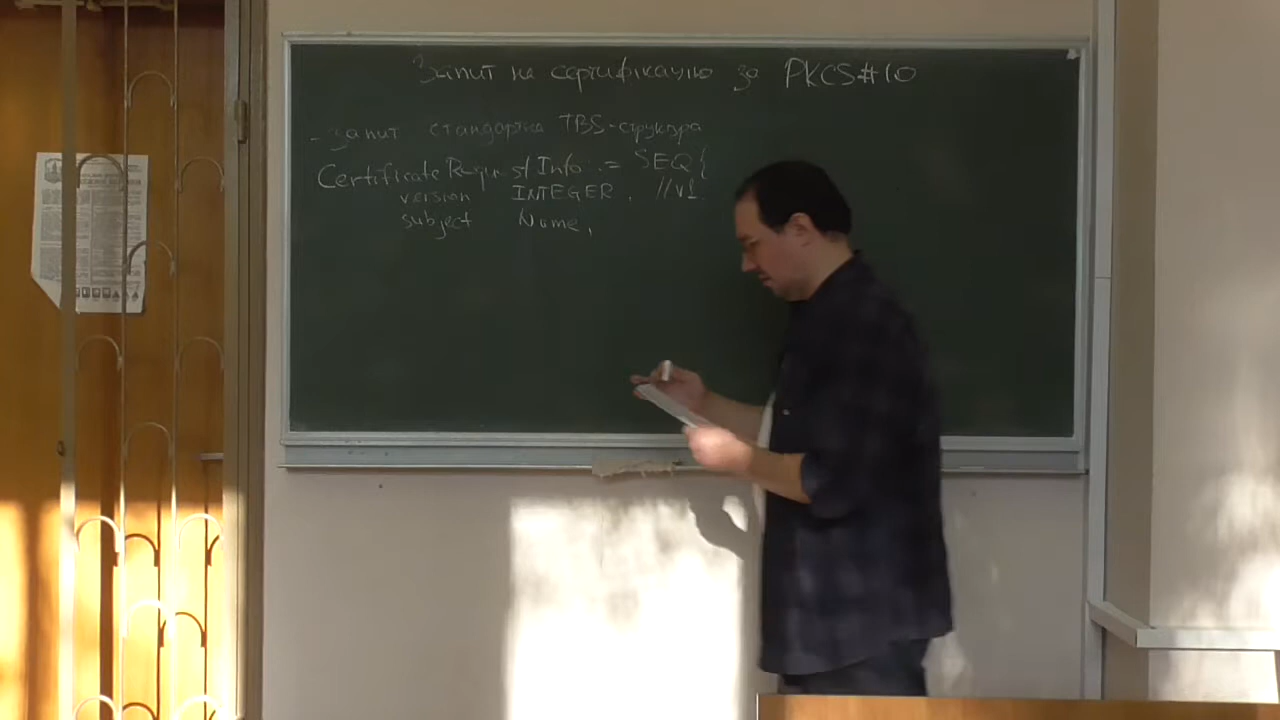 Запит на сертифікацію за PKCS#10
- запит стандартна TBS-структура
CertificateRequestInfo := SEQ{
version INTEGER, //v1.
subject Name,